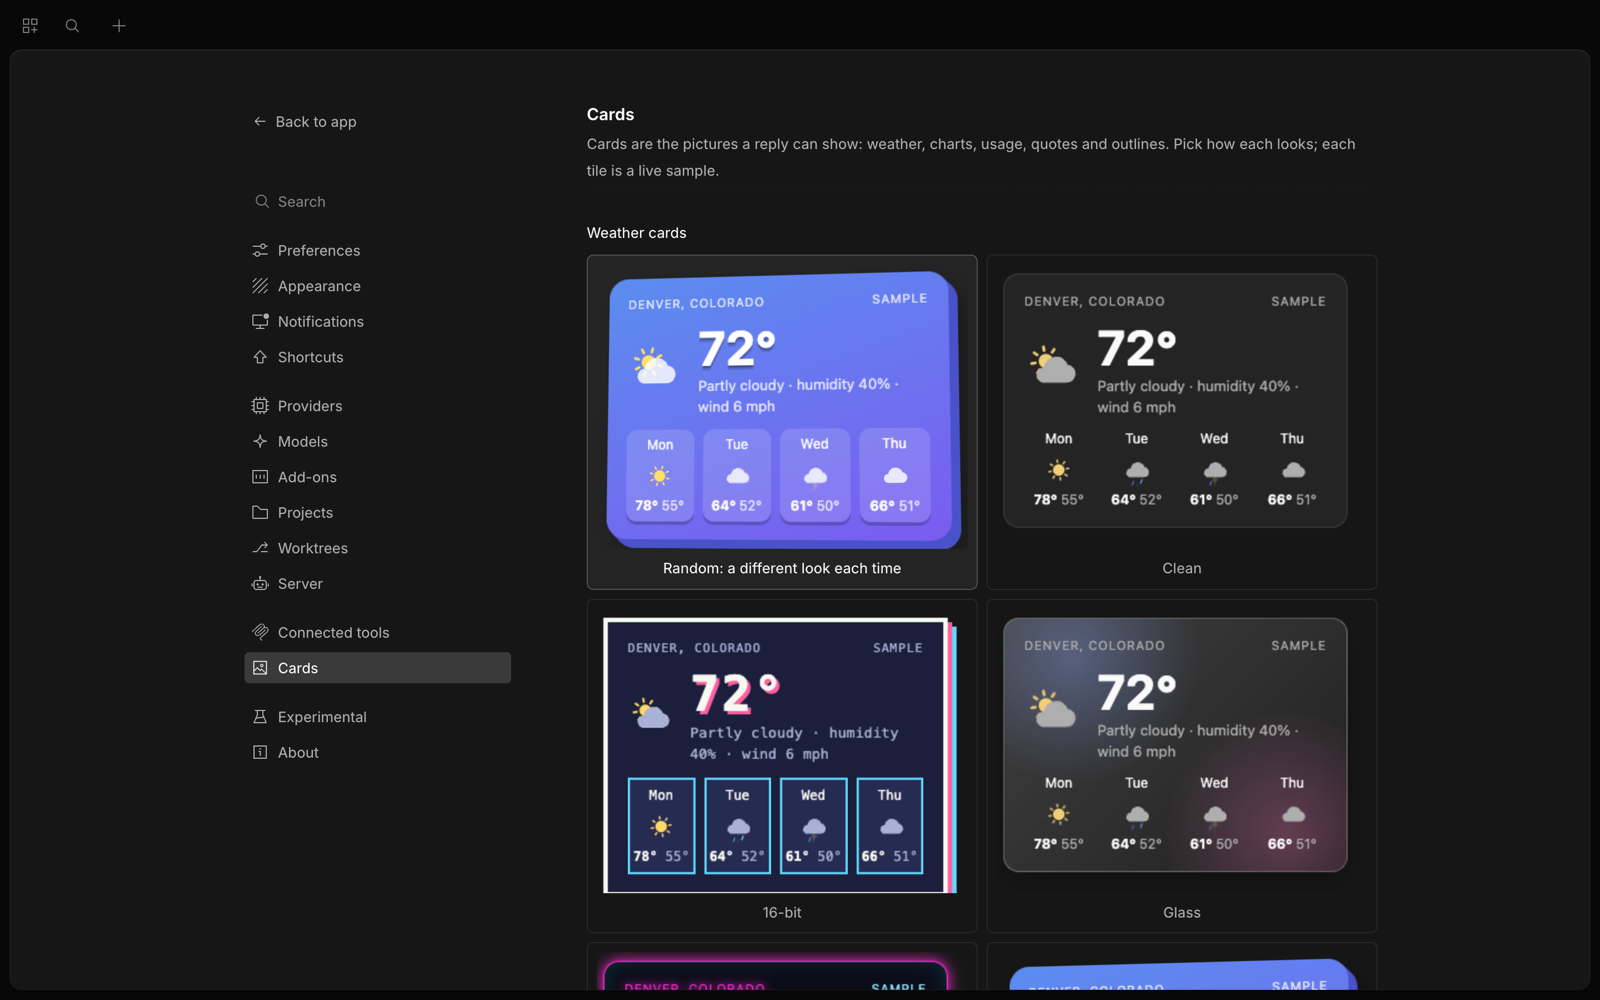 Back to app
Search
Preferences
Appearance
Notifications
Shortcuts
Providers
Models
Add-ons
Projects
Worktrees
Server
Connected tools
Cards
Experimental
About
Cards
Cards are the pictures a reply can show: weather, charts, usage, quotes and outlines. Pick how each looks; each
tile is a live sample.
Weather cards
DENVER, COLORADO SAMPLE
72°
Partly cloudy · humidity 40% ·
wind 6 mph
Mon Tue Wed Thu
78° 55° 64° 52° 61° 50° 66° 51°
Random: a different look each time
DENVER, COLORADO SAMPLE
72°
Partly cloudy · humidity 40% ·
wind 6 mph
Mon Tue Wed Thu
78° 55° 64° 52° 61° 50° 66° 51°
Clean
DENVER, COLORADO SAMPLE
72°
Partly cloudy · humidity
40% · wind 6 mph
Mon Tue Wed Thu
78° 55° 64° 52° 61° 50° 66° 51°
16-bit
DENVER, COLORADO SAMPLE
72°
Partly cloudy · humidity 40% ·
wind 6 mph
Mon Tue Wed Thu
78° 55° 64° 52° 61° 50° 66° 51°
Glass
DENVER, COLORADO SAMPLE
DENVER, COLORADO SAMPLE